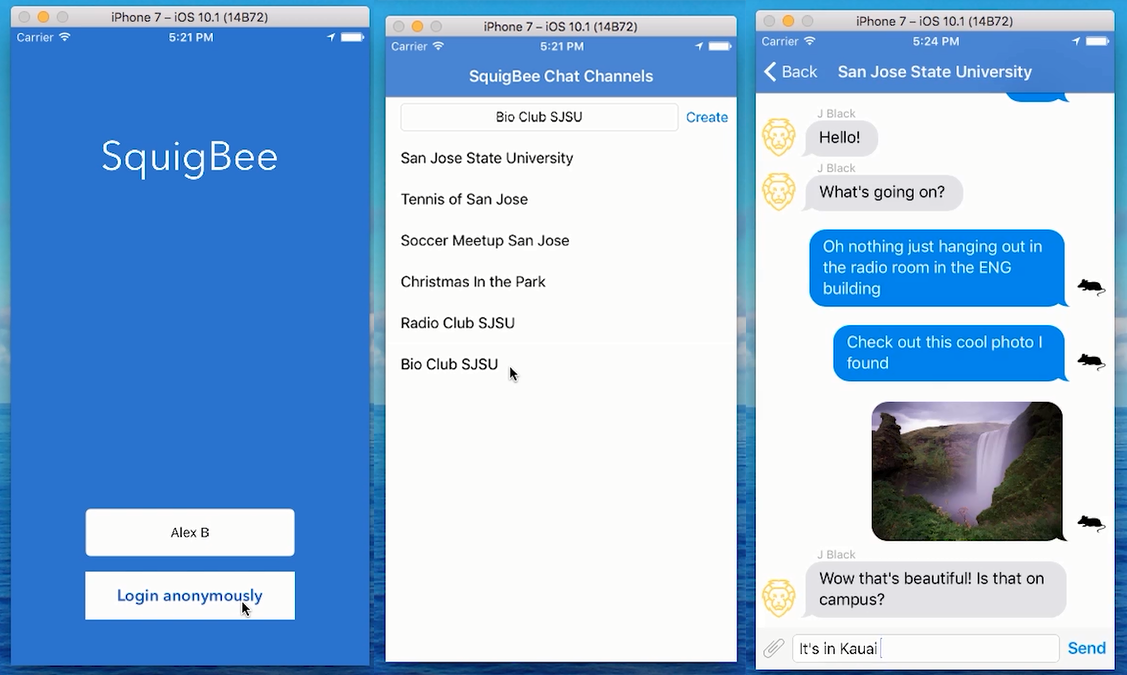 iPhone 7 – iOS 10.1 (14B72)
Carrier 5:21 PM
SquigBee
Alex B
Login anonymously
iPhone 7 – iOS 10.1 (14B72)
Carrier 5:21 PM
SquigBee Chat Channels
Bio Club SJSU Create
San Jose State University
Tennis of San Jose
Soccer Meetup San Jose
Christmas In the Park
Radio Club SJSU
Bio Club SJSU
iPhone 7 – iOS 10.1 (14B72)
Carrier 5:24 PM
Back San Jose State University
J Black
Hello!
J Black
What's going on?
Oh nothing just hanging out in
the radio room in the ENG
building
Check out this cool photo I
found
J Black
Wow that's beautiful! Is that on
campus?
It's in Kauai Send